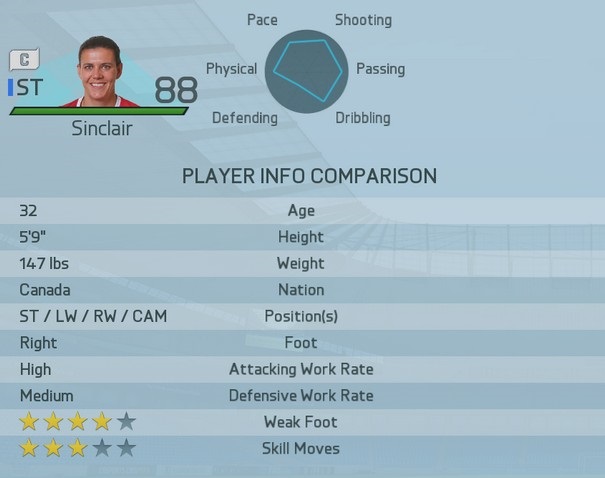 Pace Shooting
C
ST 88 Physical Passing
Sinclair Defending Dribbling
PLAYER INFO COMPARISON
32 Age
5'9" Height
147 lbs Weight
Canada Nation
ST / LW / RW / CAM Position(s)
Right Foot
High Attacking Work Rate
Medium Defensive Work Rate
Weak Foot
Skill Moves